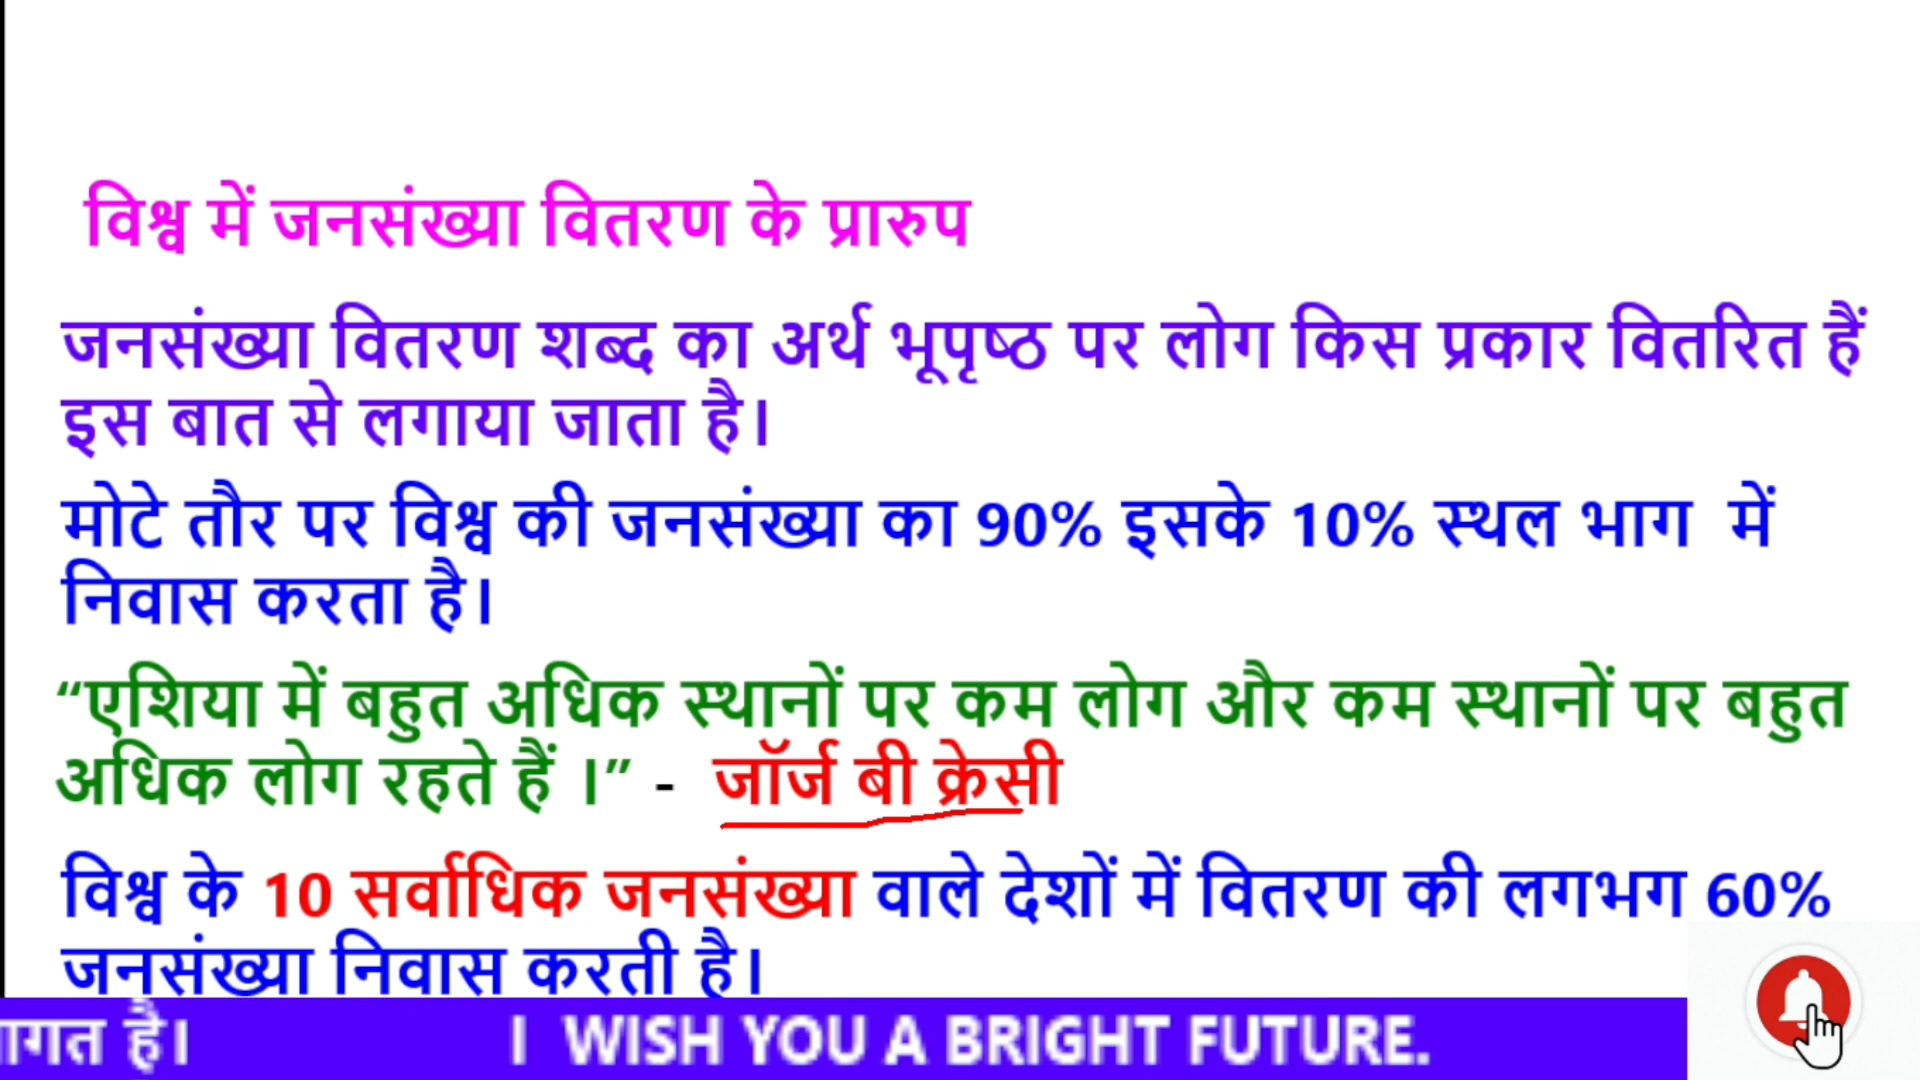 विश्व में जनसंख्या वितरण के प्रारुप
जनसंख्या वितरण शब्द का अर्थ भूपृष्ठ पर लोग किस प्रकार वितरित हैं
इस बात से लगाया जाता है।
मोटे तौर पर विश्व की जनसंख्या का 90% इसके 10% स्थल भाग में
निवास करता है।
“एशिया में बहुत अधिक स्थानों पर कम लोग और कम स्थानों पर बहुत
अधिक लोग रहते हैं ।” - जॉर्ज बी क्रेसी
विश्व के 10 सर्वाधिक जनसंख्या वाले देशों में वितरण की लगभग 60%
जनसंख्या निवास करती है।
है। I WISH YOU A BRIGHT FUTURE.